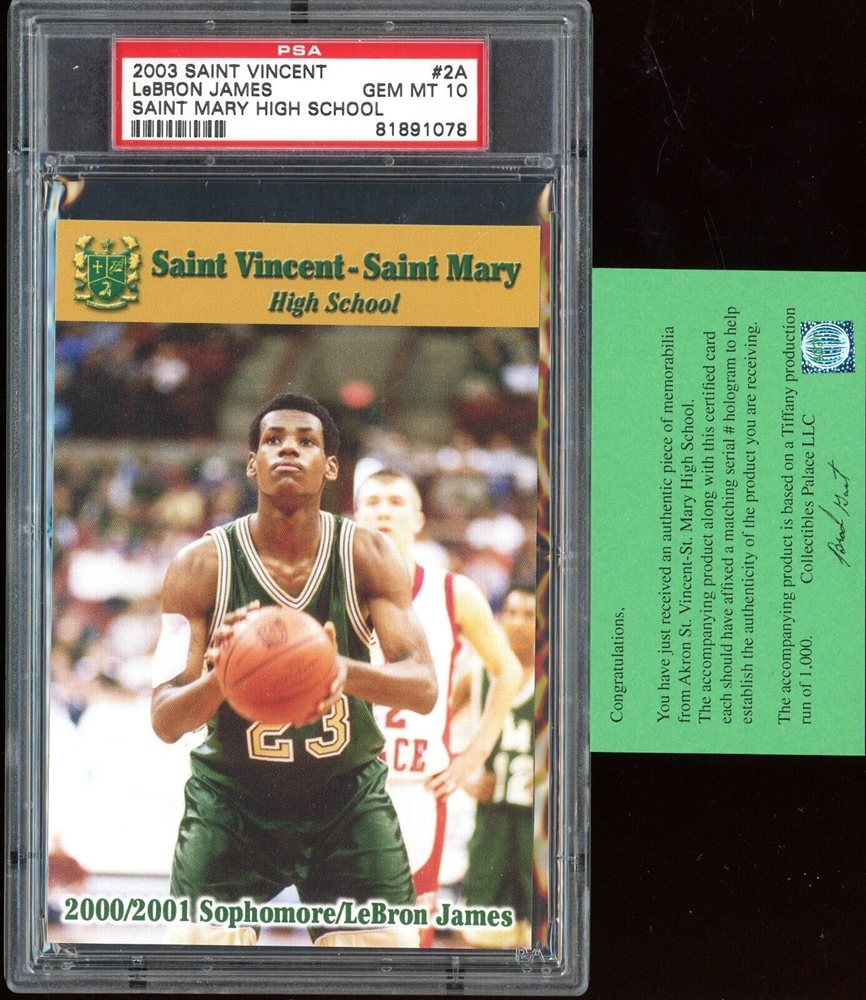 PSA
2003 SAINT VINCENT #2A
LeBRON JAMES GEM MT 10
SAINT MARY HIGH SCHOOL
81891078
Saint Vincent-Saint Mary
High School
23
2
CE
M
12
2000/2001 Sophomore/LeBron James
Congratulations,
You have just received an authentic piece of memorabilia
from Akron St. Vincent-St. Mary High School.
The accompanying product along with this certified card
each should have affixed a matching serial # hologram to help
establish the authenticity of the product you are receiving.
The accompanying product is based on a Tiffany production
run of 1,000. Collectibles Palace LLC